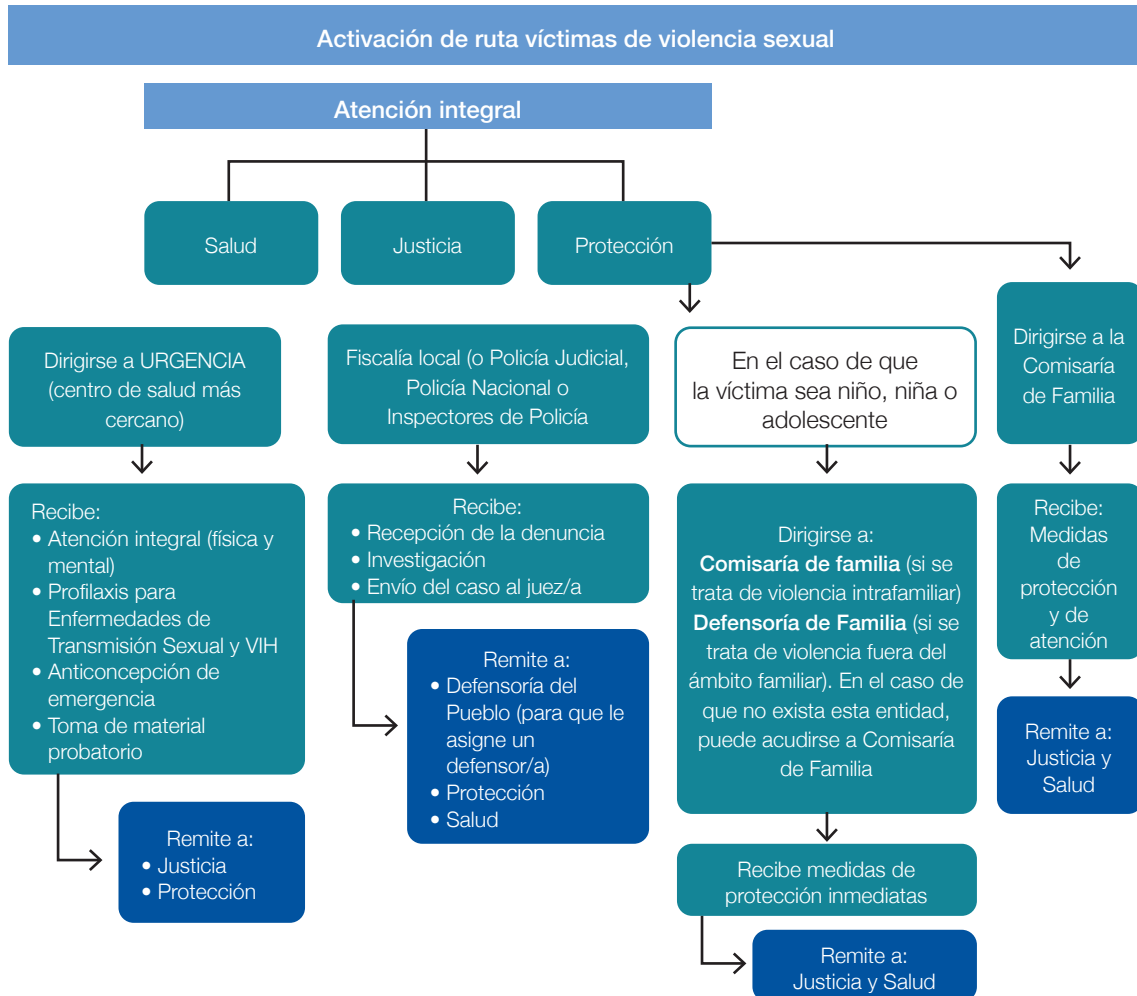 Activación de ruta víctimas de violencia sexual
Atención integral
Salud
Justicia
Protección
Dirigirse a URGENCIA
(centro de salud más
cercano)
Recibe:
• Atención integral (física y
mental)
• Profilaxis para
Enfermedades de
Transmisión Sexual y VIH
• Anticoncepción de
emergencia
• Toma de material
probatorio
Remite a:
• Justicia
• Protección
Fiscalía local (o Policía Judicial,
Policía Nacional o
Inspectores de Policía
Recibe:
• Recepción de la denuncia
• Investigación
• Envío del caso al juez/a
Remite a:
• Defensoría del
Pueblo (para que le
asigne un
defensor/a)
• Protección
• Salud
En el caso de que
la víctima sea niño, niña o
adolescente
Dirigirse a:
Comisaría de familia (si se
trata de violencia intrafamiliar)
Defensoría de Familia (si se
trata de violencia fuera del
ámbito familiar). En el caso de
que no exista esta entidad,
puede acudirse a Comisaría
de Familia
Recibe medidas de
protección inmediatas
Remite a:
Justicia y Salud
Dirigirse a la
Comisaría
de Familia
Recibe:
Medidas
de
protección
y de
atención
Remite a:
Justicia y
Salud